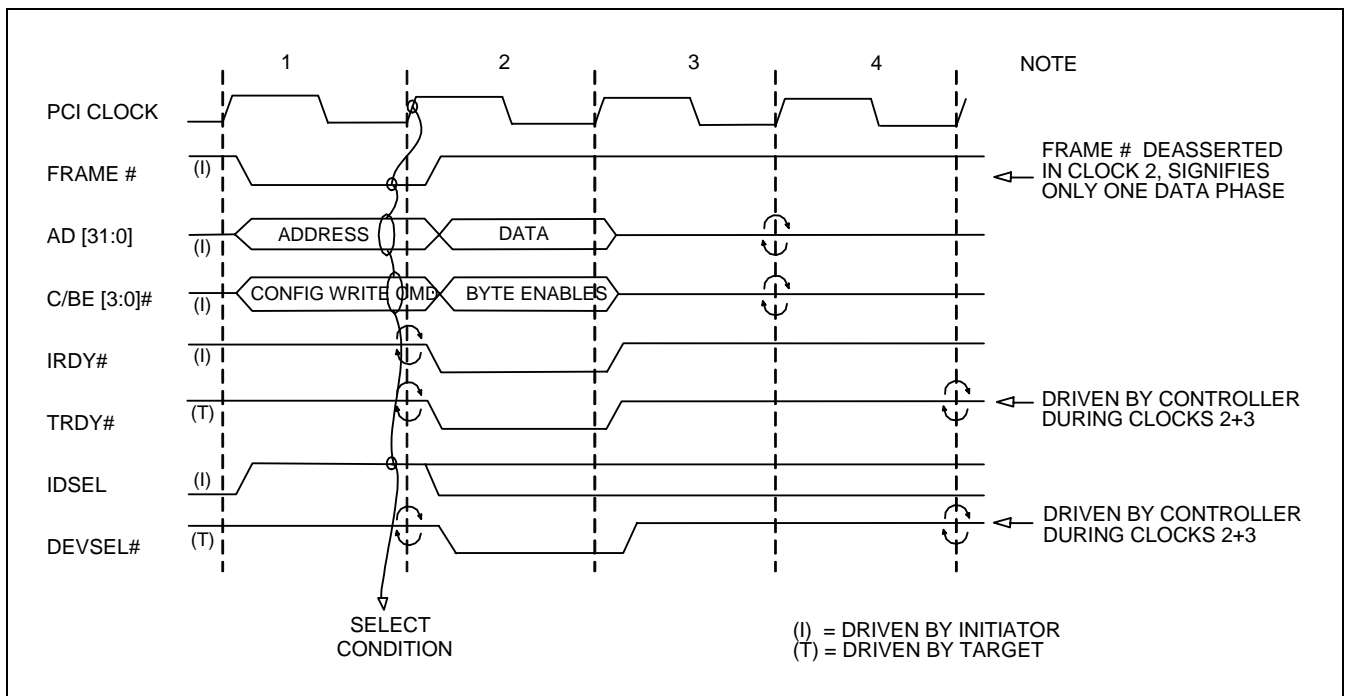 1 2 3 4 NOTE
PCI CLOCK
FRAME # (I)
FRAME # DEASSERTED
IN CLOCK 2, SIGNIFIES
ONLY ONE DATA PHASE
AD [31:0] (I) ADDRESS DATA
C/BE [3:0]# (I) CONFIG WRITE CMD BYTE ENABLES
IRDY# (I)
TRDY# (T)
DRIVEN BY CONTROLLER
DURING CLOCKS 2+3
IDSEL (I)
DEVSEL# (T)
DRIVEN BY CONTROLLER
DURING CLOCKS 2+3
SELECT
CONDITION
(I) = DRIVEN BY INITIATOR
(T) = DRIVEN BY TARGET